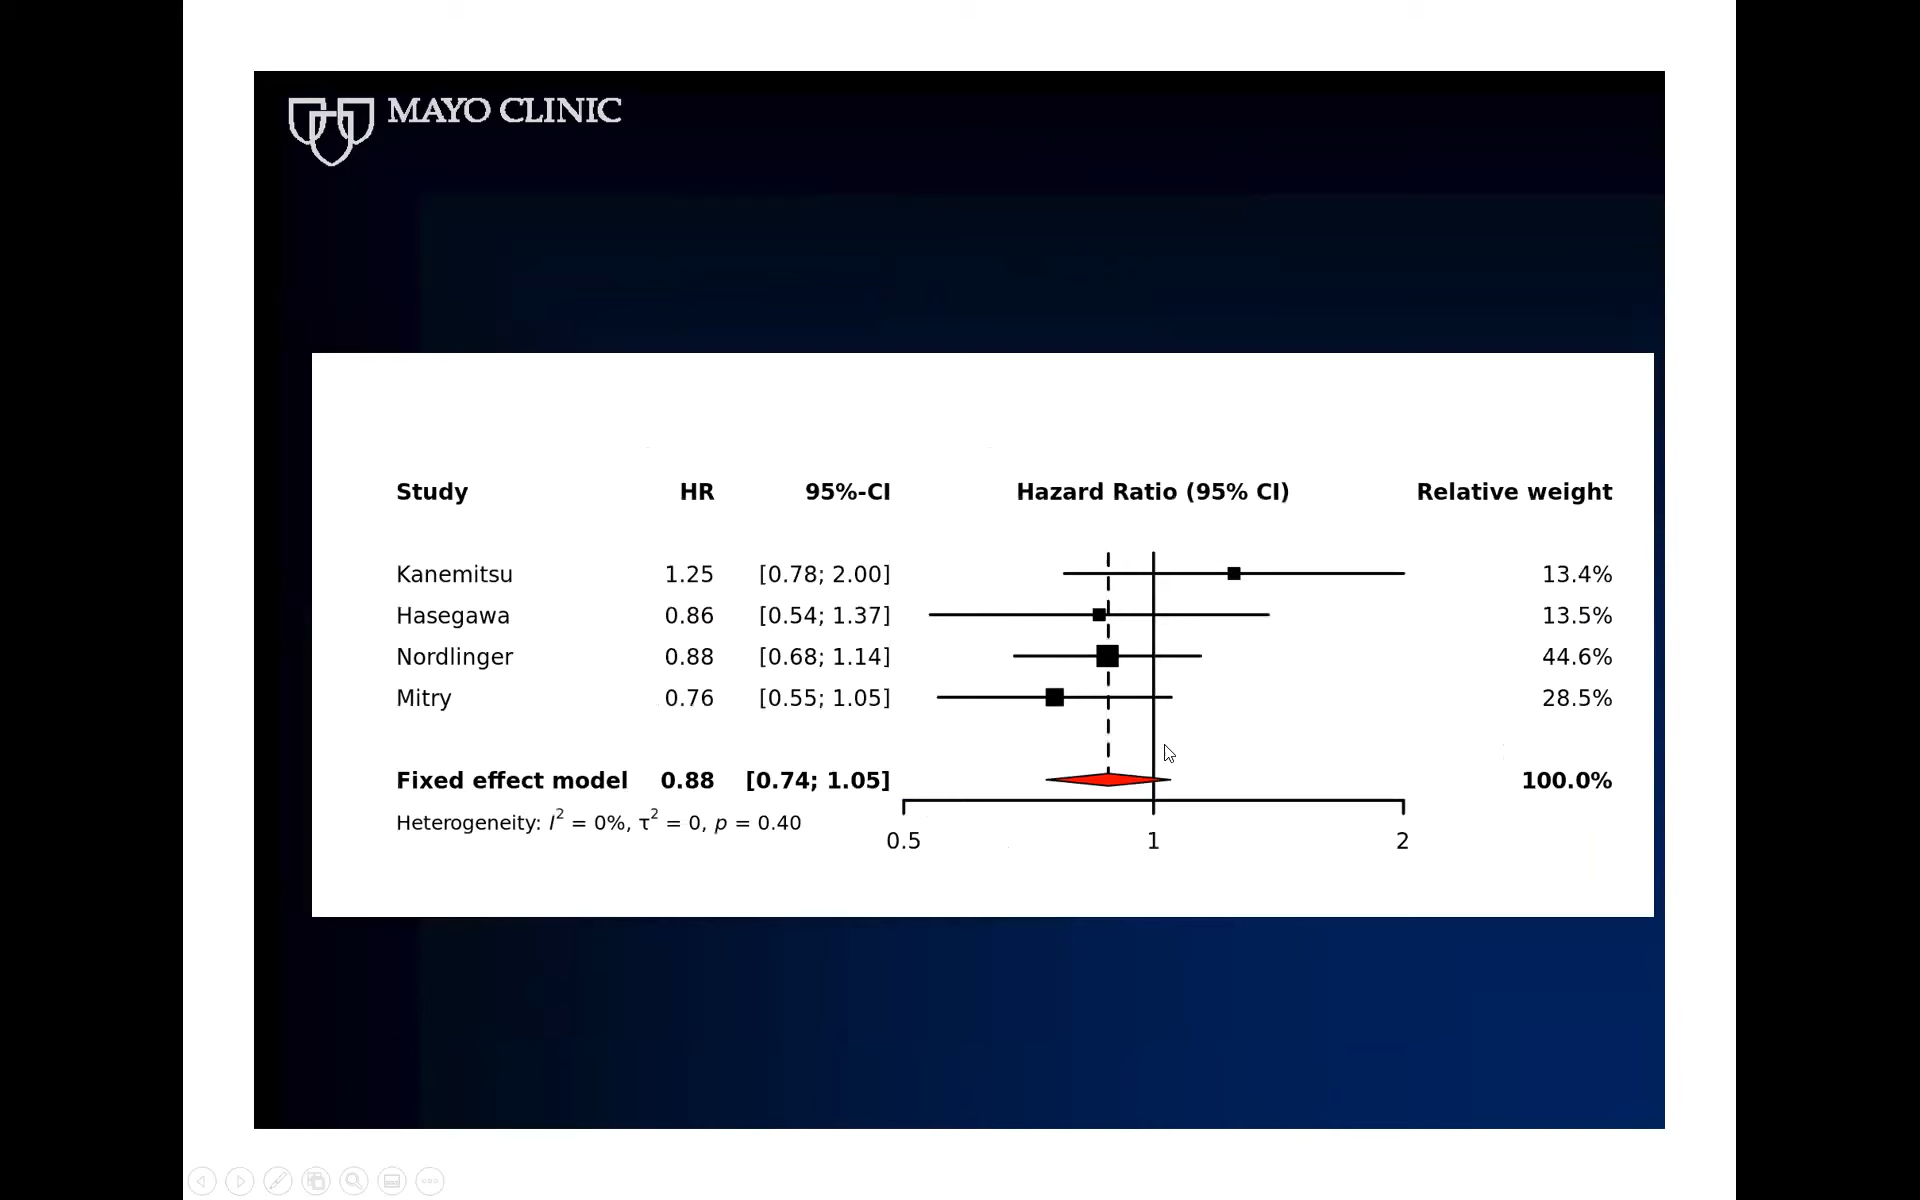 MAYO CLINIC
Study HR 95%-CI Hazard Ratio (95% CI) Relative weight
Kanemitsu 1.25 [0.78; 2.00] 13.4%
Hasegawa 0.86 [0.54; 1.37] 13.5%
Nordlinger 0.88 [0.68; 1.14] 44.6%
Mitry 0.76 [0.55; 1.05] 28.5%
Fixed effect model 0.88 [0.74; 1.05] 100.0%
Heterogeneity: I² = 0%, τ² = 0, p = 0.40
0.5 1 2